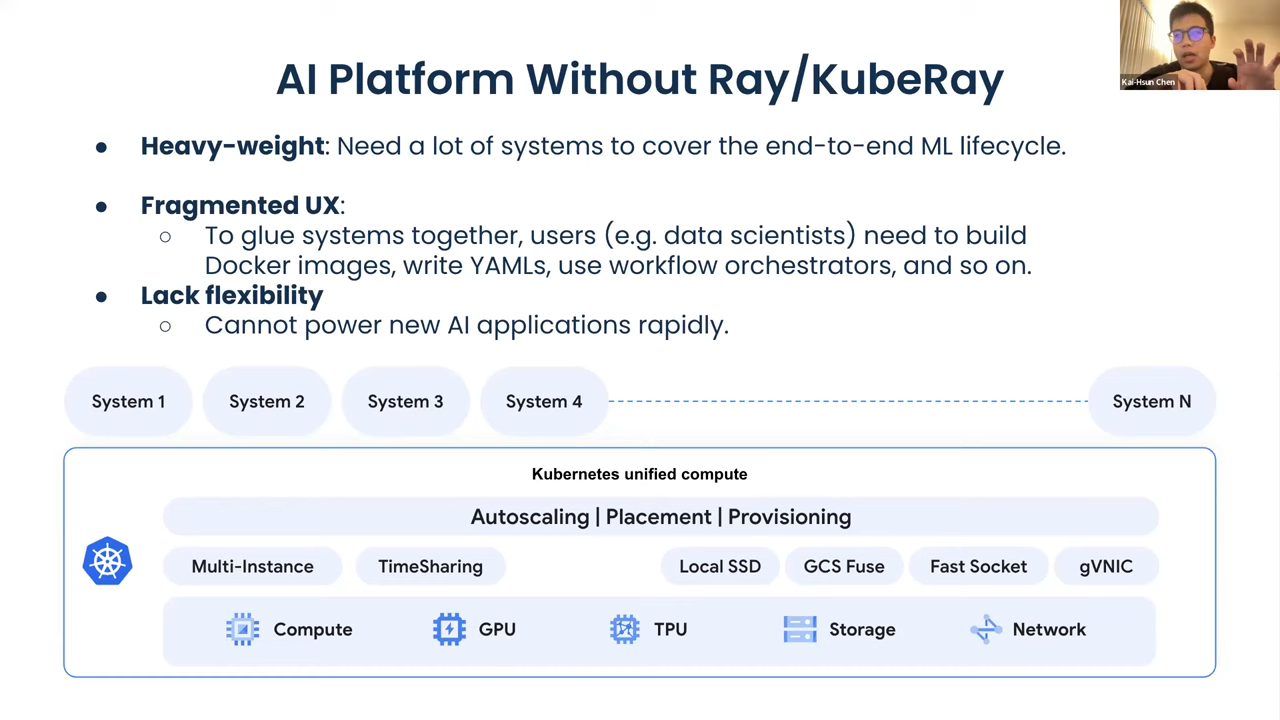 AI Platform Without Ray/KubeRay
Kai-Hsun Chen
● Heavy-weight: Need a lot of systems to cover the end-to-end ML lifecycle.
● Fragmented UX:
○ To glue systems together, users (e.g. data scientists) need to build
Docker images, write YAMLs, use workflow orchestrators, and so on.
● Lack flexibility
○ Cannot power new AI applications rapidly.
System 1 System 2 System 3 System 4 System N
Kubernetes unified compute
Autoscaling | Placement | Provisioning
Multi-Instance TimeSharing Local SSD GCS Fuse Fast Socket gVNIC
Compute GPU TPU Storage Network